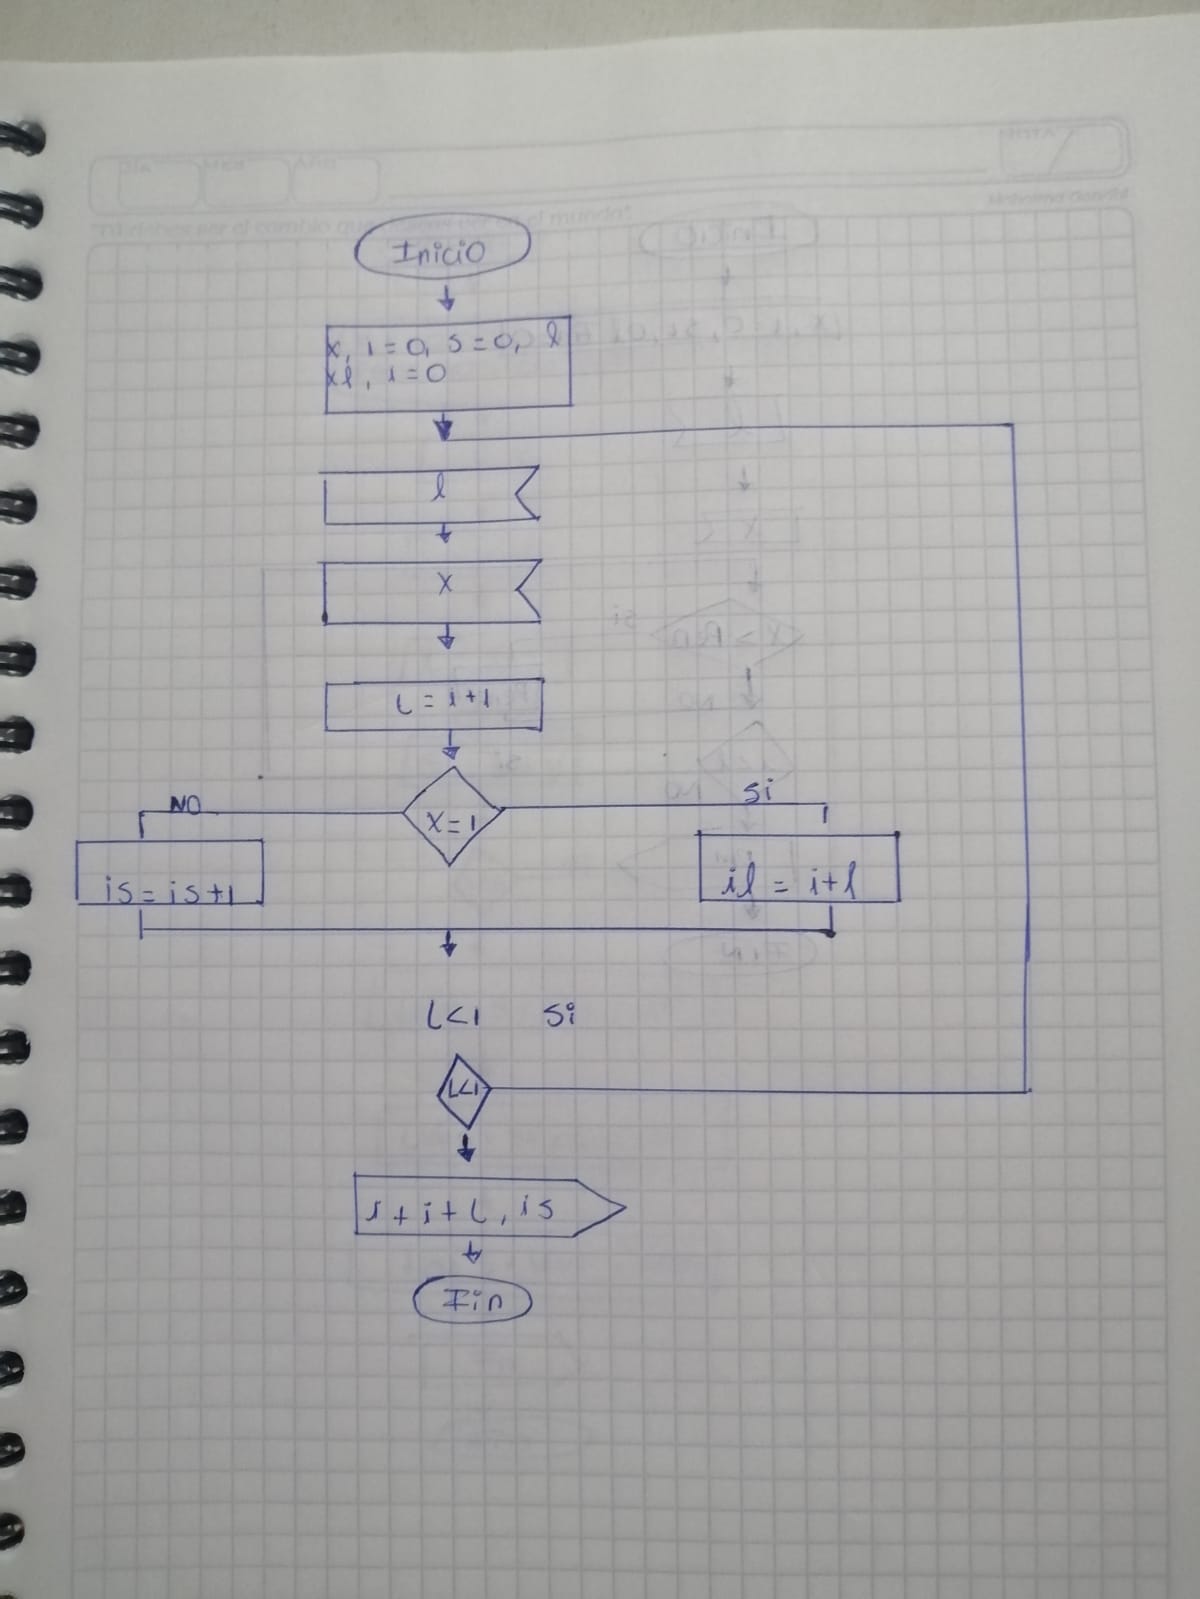 Inicio
x, i=0, s=0, l
xl, i=0
l
x
i = i+1
NO
Si
X=1
is = is+1
il = i+l
L<1 Si
L<1
i + i + L, is
Fin